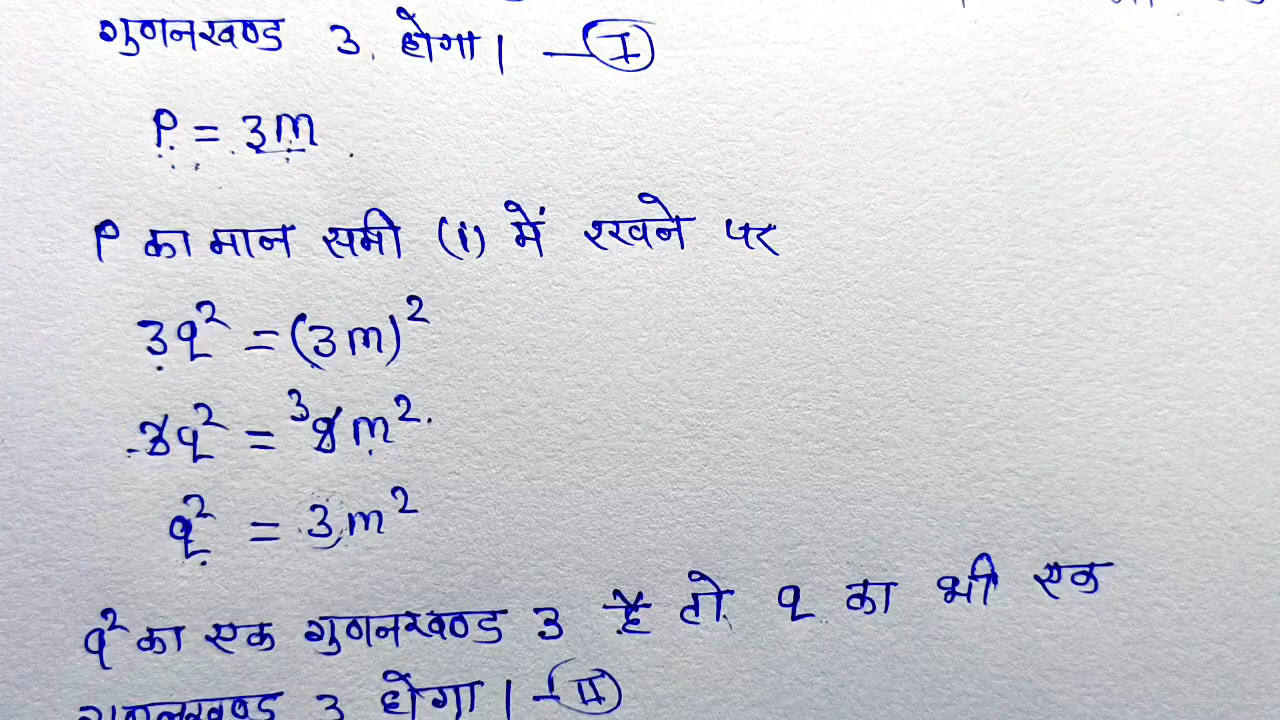 गुणनखण्ड 3 होगा। —(I)
P = 3m
P का मान समी (i) में रखने पर
3q² = (3m)²
3q² = ³9m²
q² = 3m²
q² का एक गुणनखण्ड 3 है तो q का भी एक
गुणनखण्ड 3 होगा। —(II)